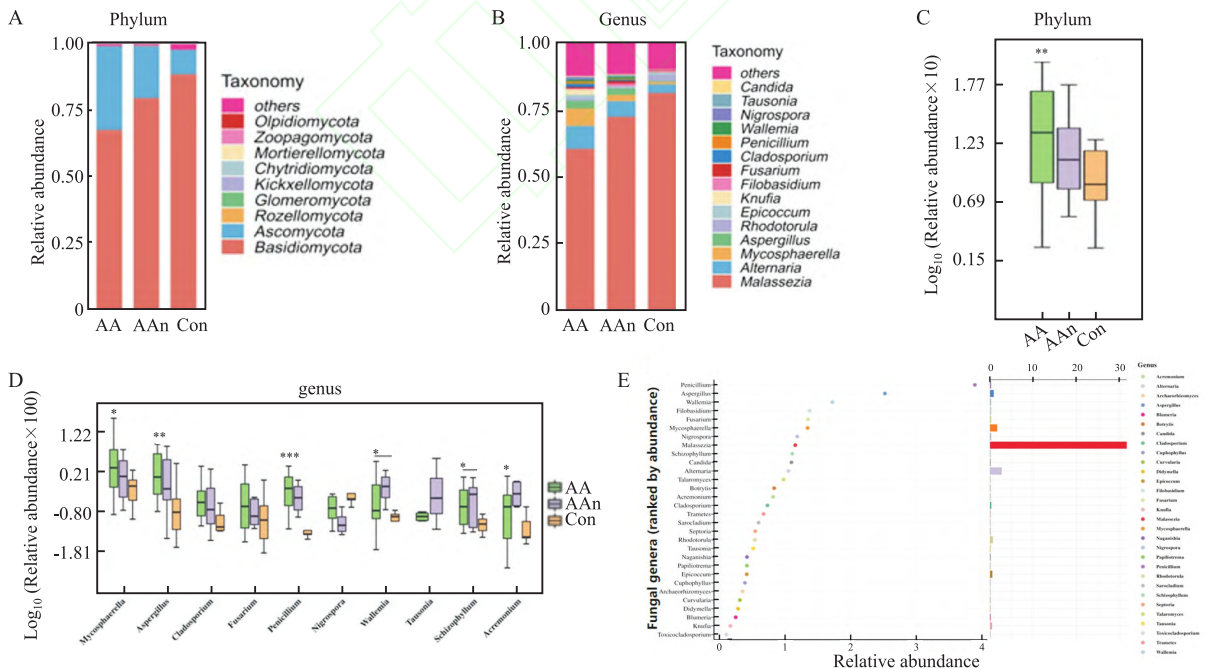 A
Phylum
Relative abundance
1.00
0.75
0.50
0.25
0
AA
AAn
Con
Taxonomy
others
Olpidiomycota
Zoopagomycota
Mortierellomycota
Chytridiomycota
Kickxellomycota
Glomeromycota
Rozellomycota
Ascomycota
Basidiomycota
B
Genus
Relative abundance
1.00
0.75
0.50
0.25
0
AA
AAn
Con
Taxonomy
others
Candida
Tausonia
Nigrospora
Wallemia
Penicillium
Cladosporium
Fusarium
Filobasidium
Knufia
Epicoccum
Rhodotorula
Aspergillus
Mycosphaerella
Alternaria
Malassezia
C
Phylum
Log₁₀ (Relative abundance×10)
1.77
1.23
0.69
0.15
**
AA
AAn
Con
D
genus
Log₁₀ (Relative abundance×100)
1.22
0.21
-0.80
-1.81
*
**
***
*
*
*
Mycosphaerella
Aspergillus
Cladosporium
Fusarium
Penicillium
Nigrospora
Wallemia
Tausonia
Schizophyllum
Acremonium
AA
AAn
Con
E
Fungal genera (ranked by abundance)
Penicillium
Aspergillus
Wallemia
Filobasidium
Fusarium
Mycosphaerella
Nigrospora
Malassezia
Schizophyllum
Candida
Alternaria
Talaromyces
Botrytis
Acremonium
Cladosporium
Trametes
Sarocladium
Septoria
Rhodotorula
Tausonia
Naganishia
Papiliotrema
Epicoccum
Cuphophyllus
Archaeorhizomyces
Curvularia
Didymella
Blumeria
Knufia
Toxicocladosporium
0
1
2
3
4
Relative abundance
0
10
20
30
Genus
Acremonium
Alternaria
Archaeorhizomyces
Aspergillus
Blumeria
Botrytis
Candida
Cladosporium
Cuphophyllus
Curvularia
Didymella
Epicoccum
Filobasidium
Fusarium
Knufia
Malassezia
Mycosphaerella
Naganishia
Nigrospora
Papiliotrema
Penicillium
Rhodotorula
Sarocladium
Schizophyllum
Septoria
Talaromyces
Tausonia
Toxicocladosporium
Trametes
Wallemia